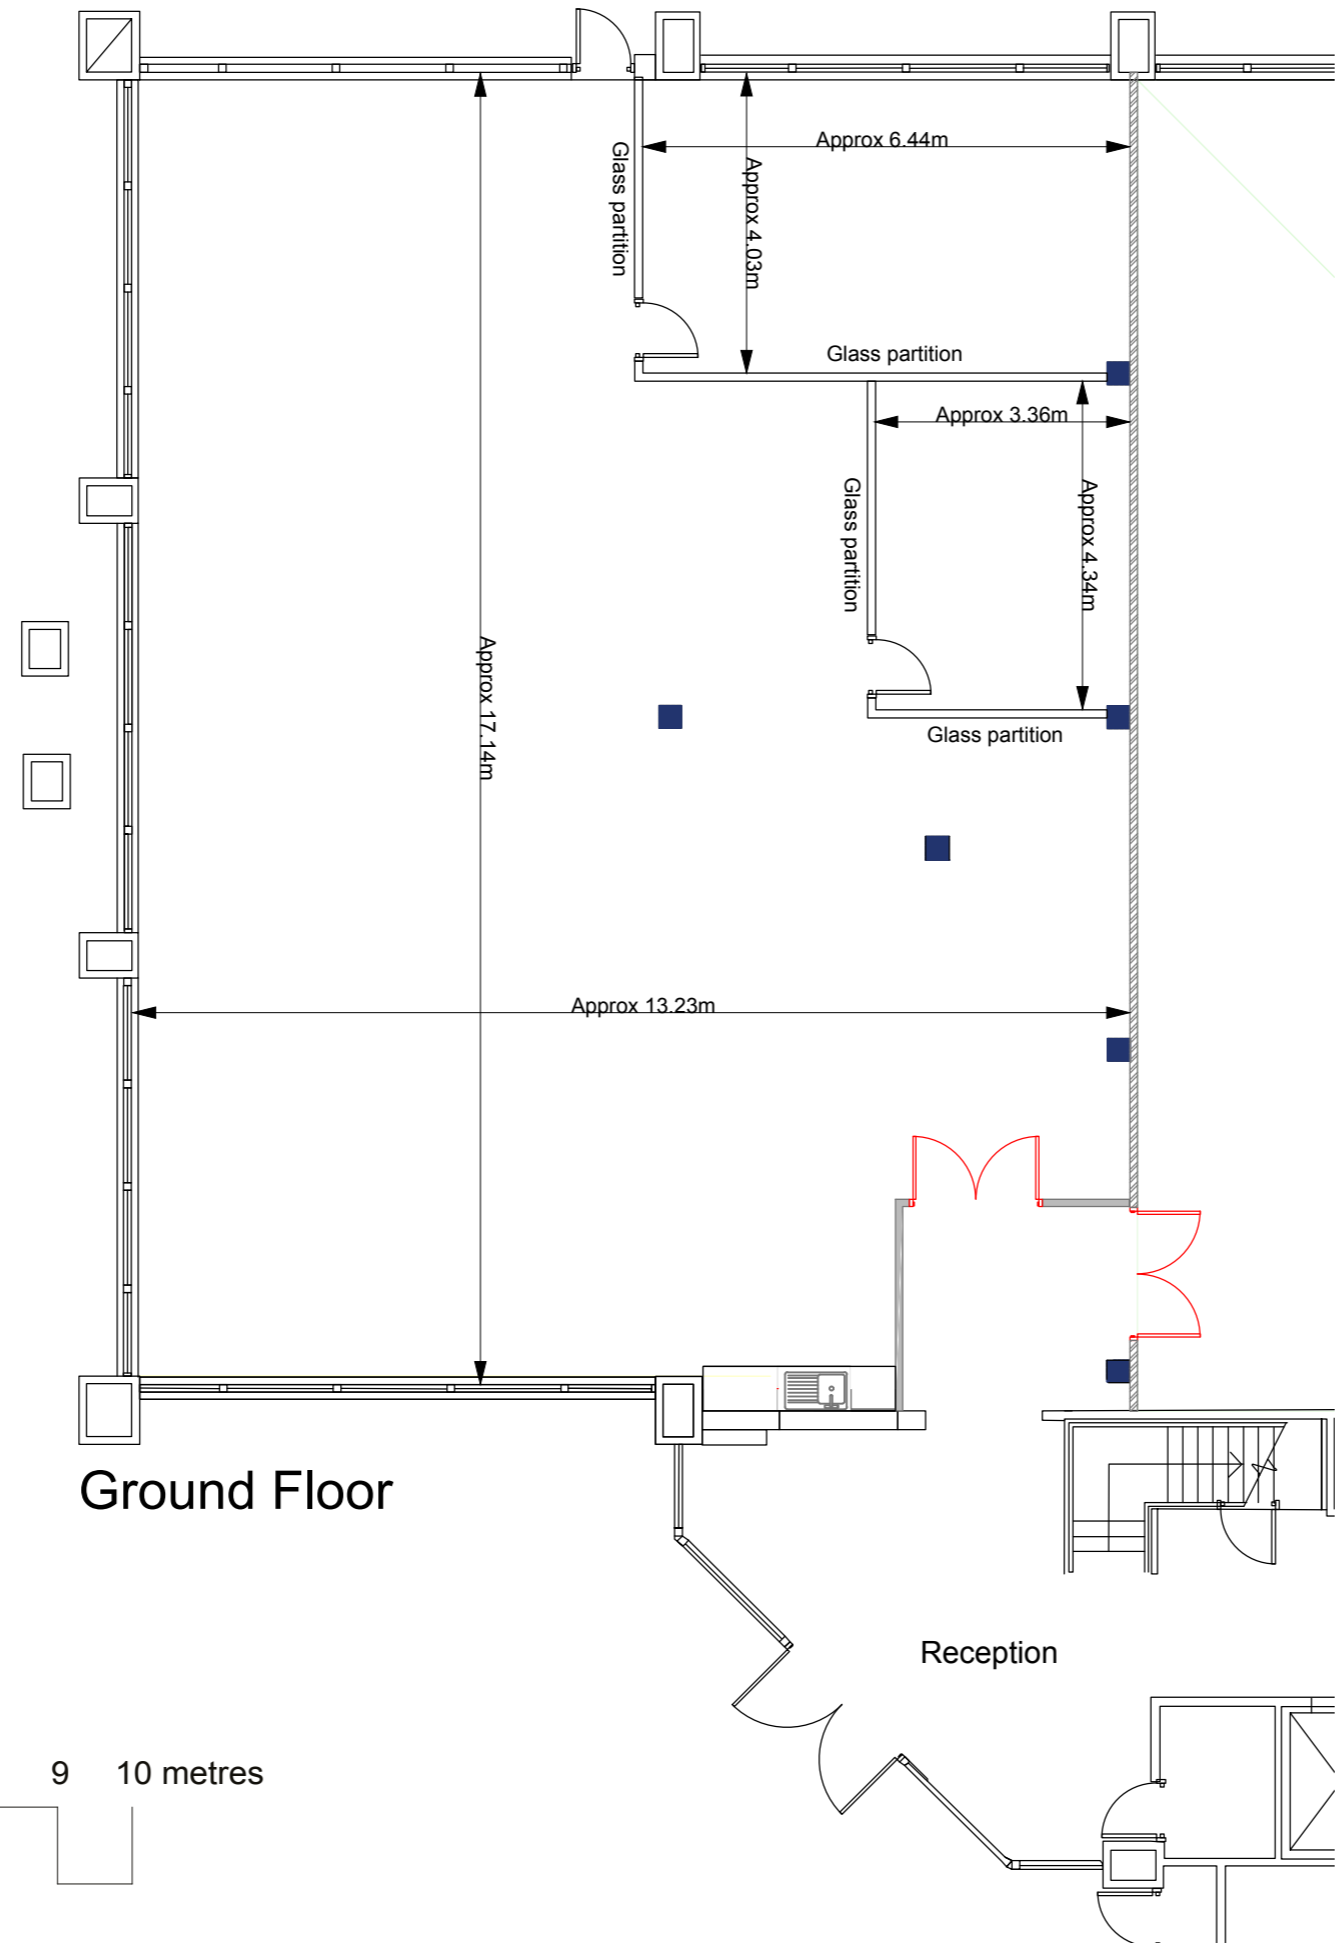 Approx 6.44m
Glass partition
Approx 4.03m
Glass partition
Approx 3.36m
Glass partition
Approx 4.34m
Approx 17.14m
Glass partition
Approx 13.23m
Ground Floor
Reception
9 10 metres